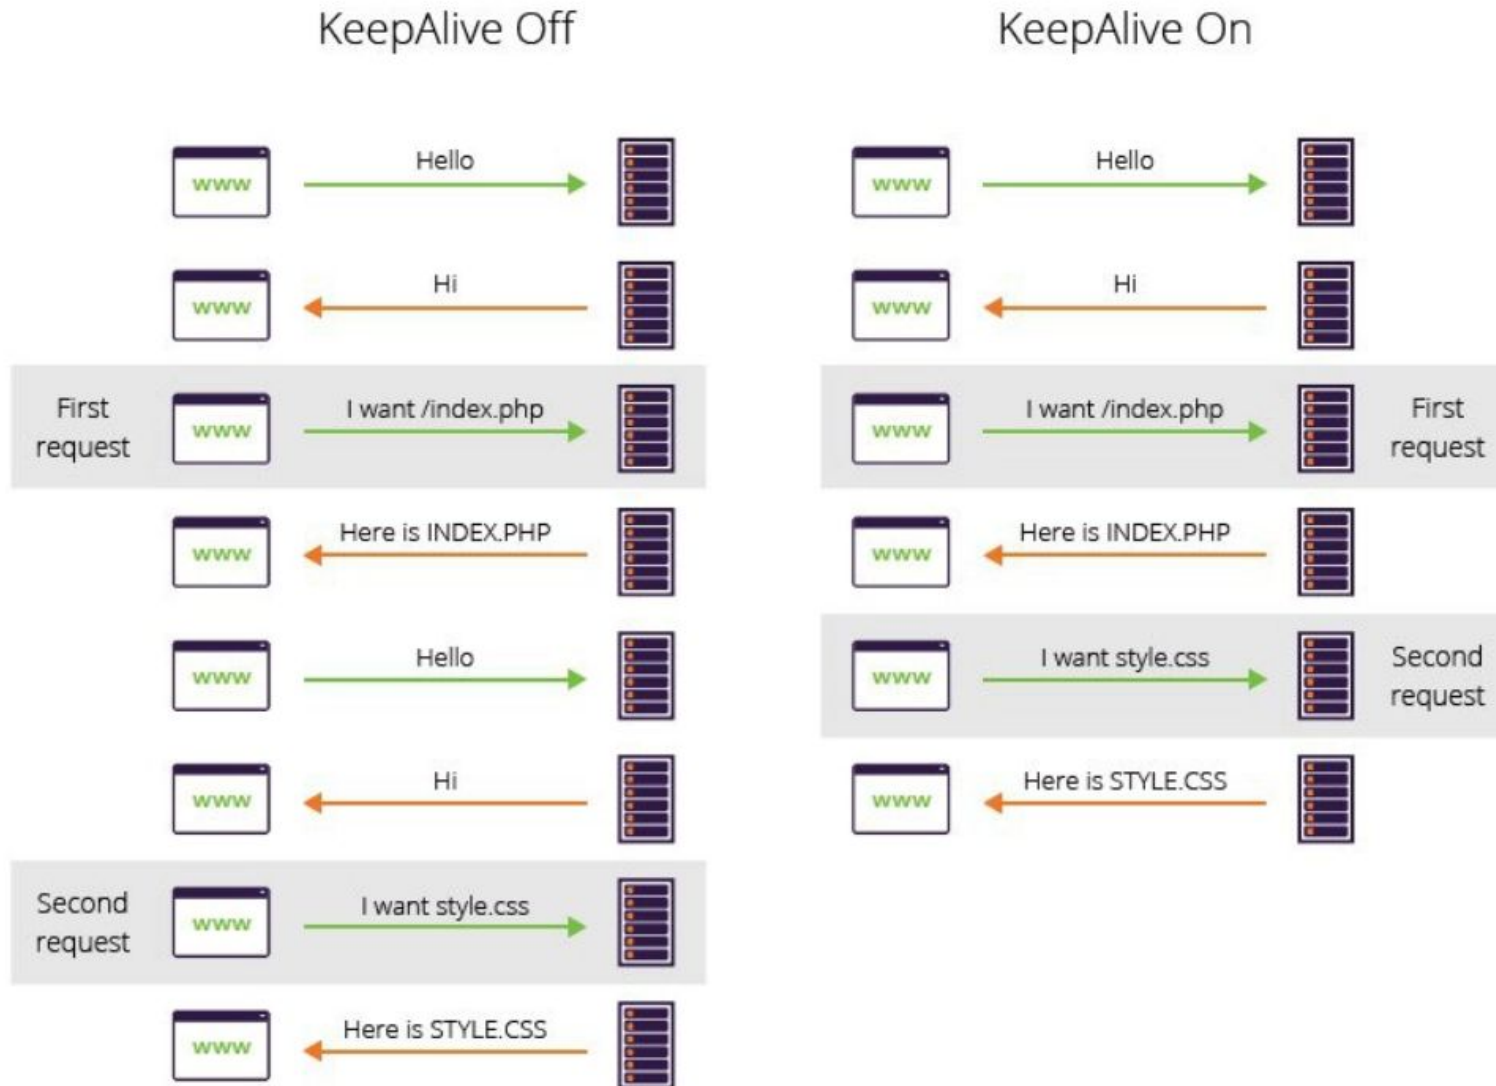 KeepAlive Off
www
Hello
www
Hi
First
request
www
I want /index.php
www
Here is INDEX.PHP
www
Hello
www
Hi
Second
request
www
I want style.css
www
Here is STYLE.CSS
KeepAlive On
www
Hello
www
Hi
www
I want /index.php
First
request
www
Here is INDEX.PHP
www
I want style.css
Second
request
www
Here is STYLE.CSS